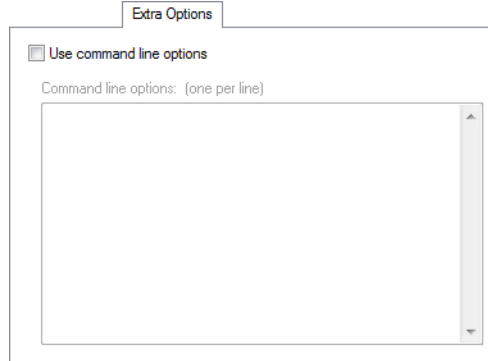 Extra Options
Use command line options
Command line options: (one per line)